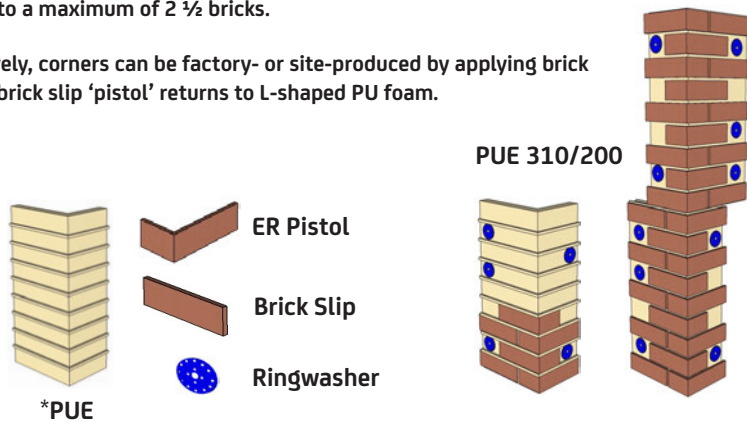 to a maximum of 2 ½ bricks.
corners can be factory- or site-produced by applying brick
brick slip ‘pistol’ returns to L-shaped PU foam.
PUE 310/200
ER Pistol
Brick Slip
Ringwasher
*PUE